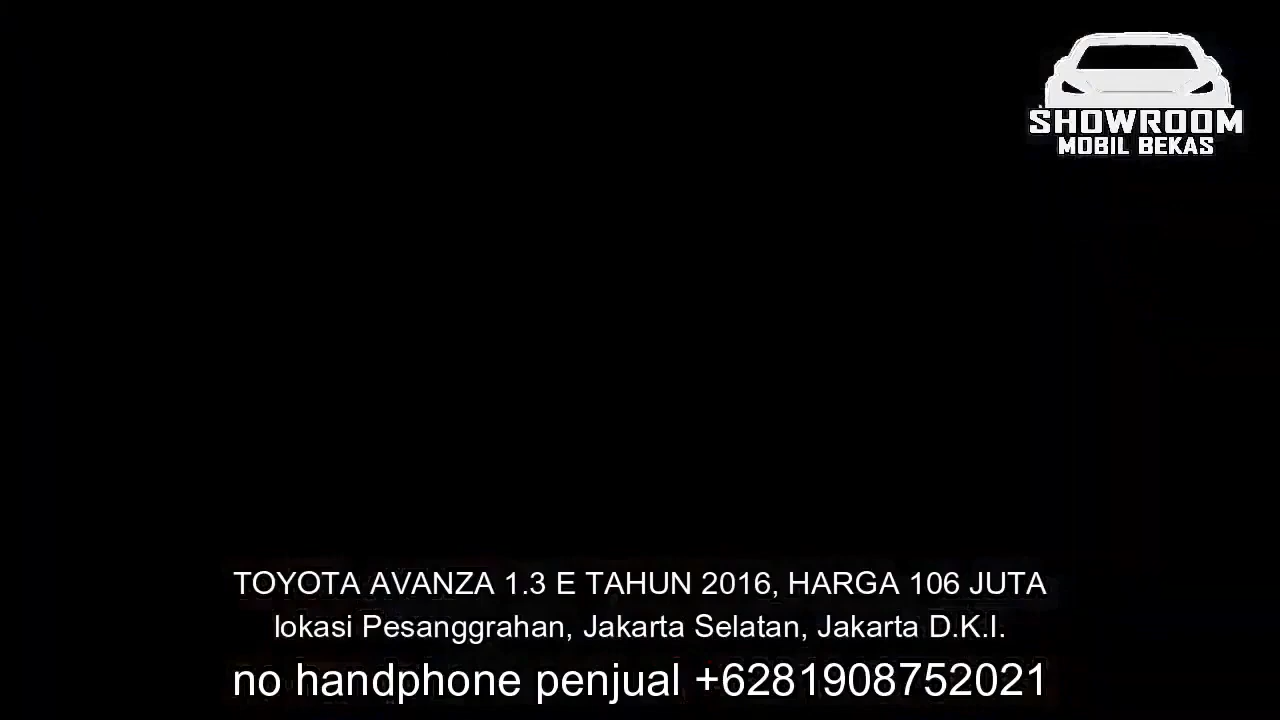 SHOWROOM
MOBIL BEKAS
TOYOTA AVANZA 1.3 E TAHUN 2016, HARGA 106 JUTA
lokasi Pesanggrahan, Jakarta Selatan, Jakarta D.K.I.
no handphone penjual +6281908752021